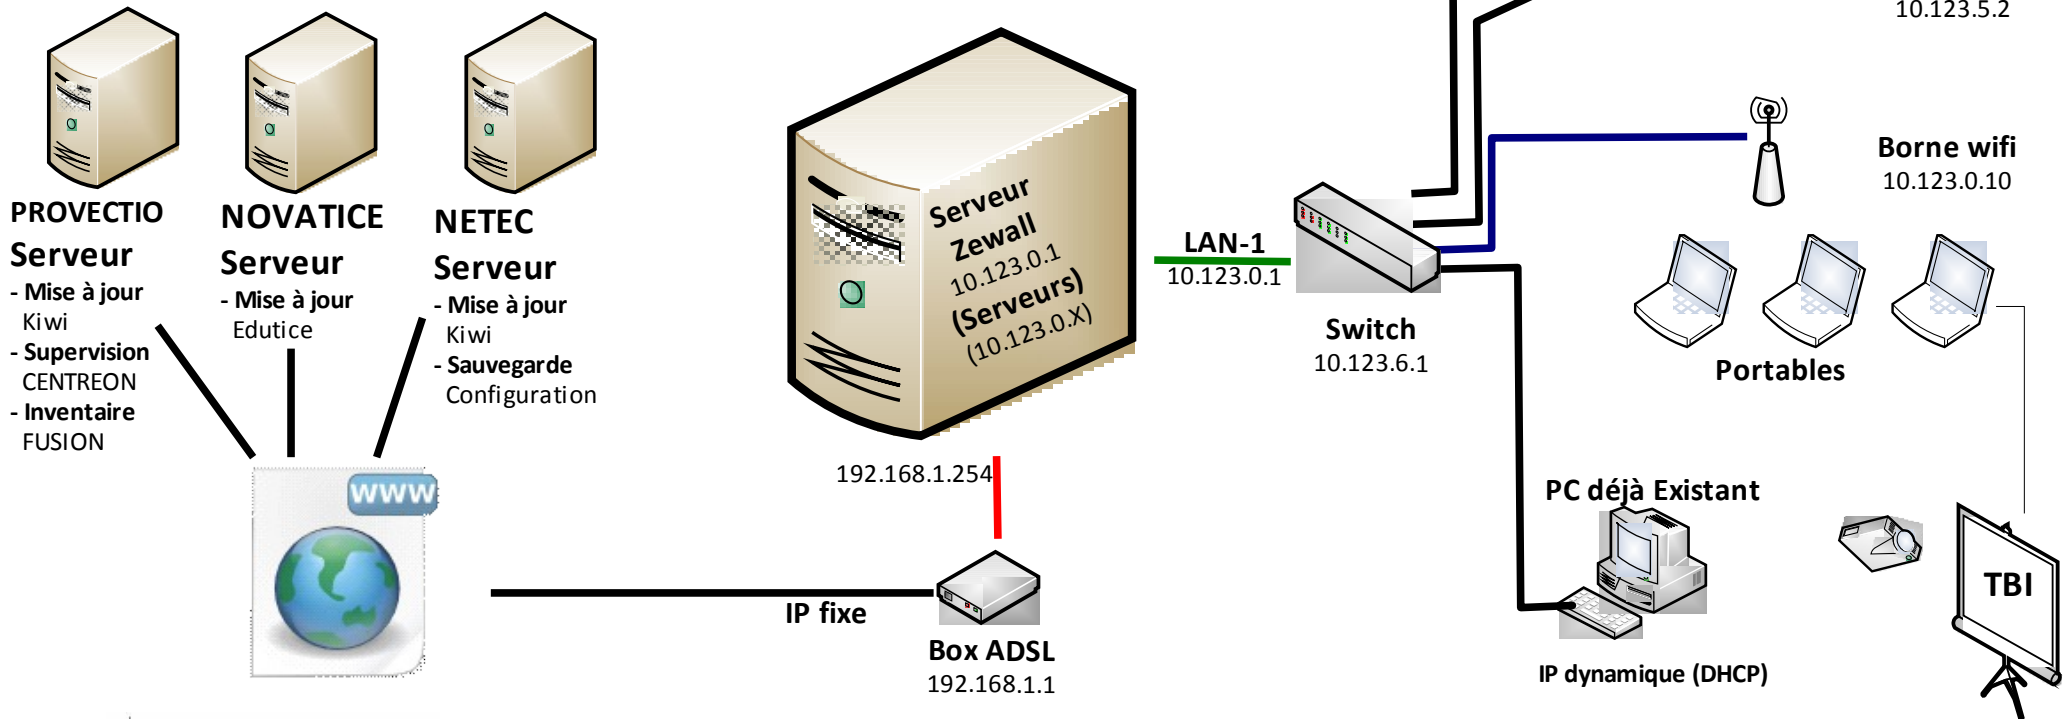 10.123.5.2
PROVECTIO
Serveur
- Mise à jour
Kiwi
- Supervision
CENTREON
- Inventaire
FUSION
NOVATICE
Serveur
- Mise à jour
Edutice
NETEC
Serveur
- Mise à jour
Kiwi
- Sauvegarde
Configuration
www
Serveur
Zewall
10.123.0.1
(Serveurs)
(10.123.0.X)
192.168.1.254
IP fixe
Box ADSL
192.168.1.1
LAN-1
10.123.0.1
Switch
10.123.6.1
Borne wifi
10.123.0.10
Portables
PC déjà Existant
IP dynamique (DHCP)
TBI